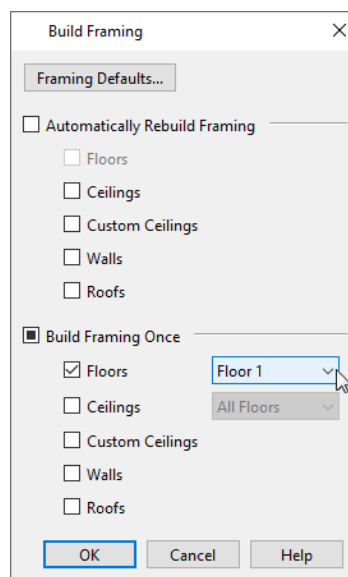 Build Framing
Framing Defaults...
Automatically Rebuild Framing
Floors
Ceilings
Custom Ceilings
Walls
Roofs
Build Framing Once
Floors Floor 1
Ceilings All Floors
Custom Ceilings
Walls
Roofs
OK Cancel Help